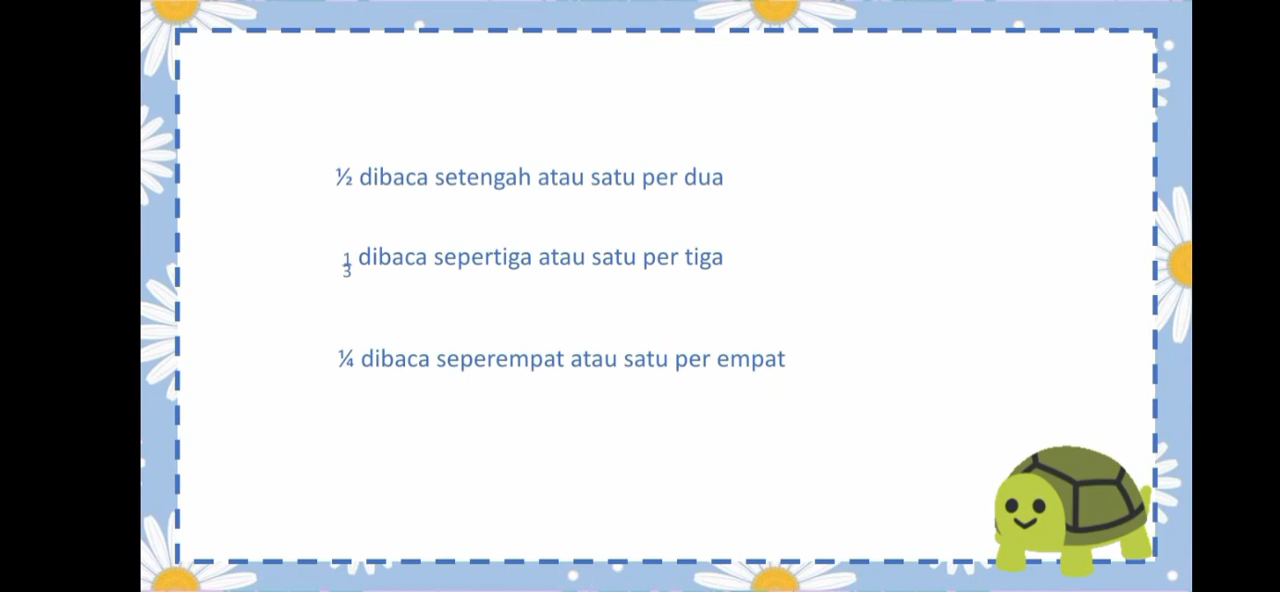 ½ dibaca setengah atau satu per dua
1/3 dibaca sepertiga atau satu per tiga
¼ dibaca seperempat atau satu per empat